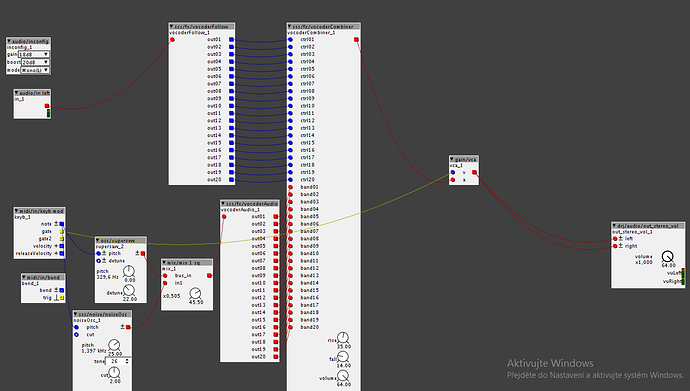 audio/inconfig
inconfig_1
gain 18dB
boost 20dB
mode Mono(L)
audio/in left
in_1
midi/in/keyb mod
keyb_1
note
gate
gate2
velocity
releaseVelocity
midi/in/bend
bend_1
bend
trig
osc/supersaw
supersaw_2
pitch
detune
pitch
329,6 Hz
0.00
detune
22.00
sss/noise/noiseOsc
noiseOsc_1
pitch
cut
pitch
1,397 kHz
25.00
tone 26
cut
2.00
mix/mix 1 sq
mix_1
bus_in
in1
x0,505
45.50
sss/fx/vocoderFollow
vocoderFollow_1
out01
out02
out03
out04
out05
out06
out07
out08
out09
out10
out11
out12
out13
out14
out15
out16
out17
out18
out19
out20
sss/fx/vocoderAudio
vocoderAudio_1
out01
out02
out03
out04
out05
out06
out07
out08
out09
out10
out11
out12
out13
out14
out15
out16
out17
out18
out19
out20
sss/fx/vocoderCombiner
vocoderCombiner_1
ctrl01
ctrl02
ctrl03
ctrl04
ctrl05
ctrl06
ctrl07
ctrl08
ctrl09
ctrl10
ctrl11
ctrl12
ctrl13
ctrl14
ctrl15
ctrl16
ctrl17
ctrl18
ctrl19
ctrl20
band01
band02
band03
band04
band05
band06
band07
band08
band09
band10
band11
band12
band13
band14
band15
band16
band17
band18
band19
band20
rise
35.00
fall
14.00
volume
64.00
gain/vca
vca_1
v
a
drj/audio/out_stereo_vol
out_stereo_vol_1
left
right
volume
x1,000
64.00
vuLeft
vuRight
Aktivujte Windows
Přejděte do Nastavení a aktivujte systém Windows.